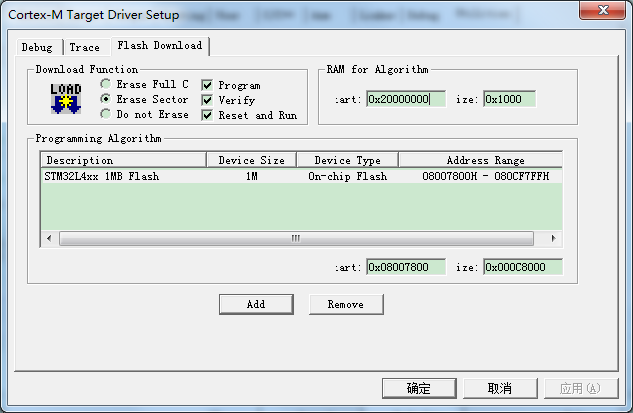 Cortex-M Target Driver Setup
Debug Trace Flash Download
Download Function
LOAD
Erase Full C
Erase Sector
Do not Erase
Program
Verify
Reset and Run
RAM for Algorithm
art: 0x20000000 ize: 0x1000
Programming Algorithm
Description Device Size Device Type Address Range
STM32L4xx 1MB Flash 1M On-chip Flash 08007800H - 080CF7FFH
art: 0x08007800 ize: 0x000C8000
Add Remove
确定 取消 应用(A)